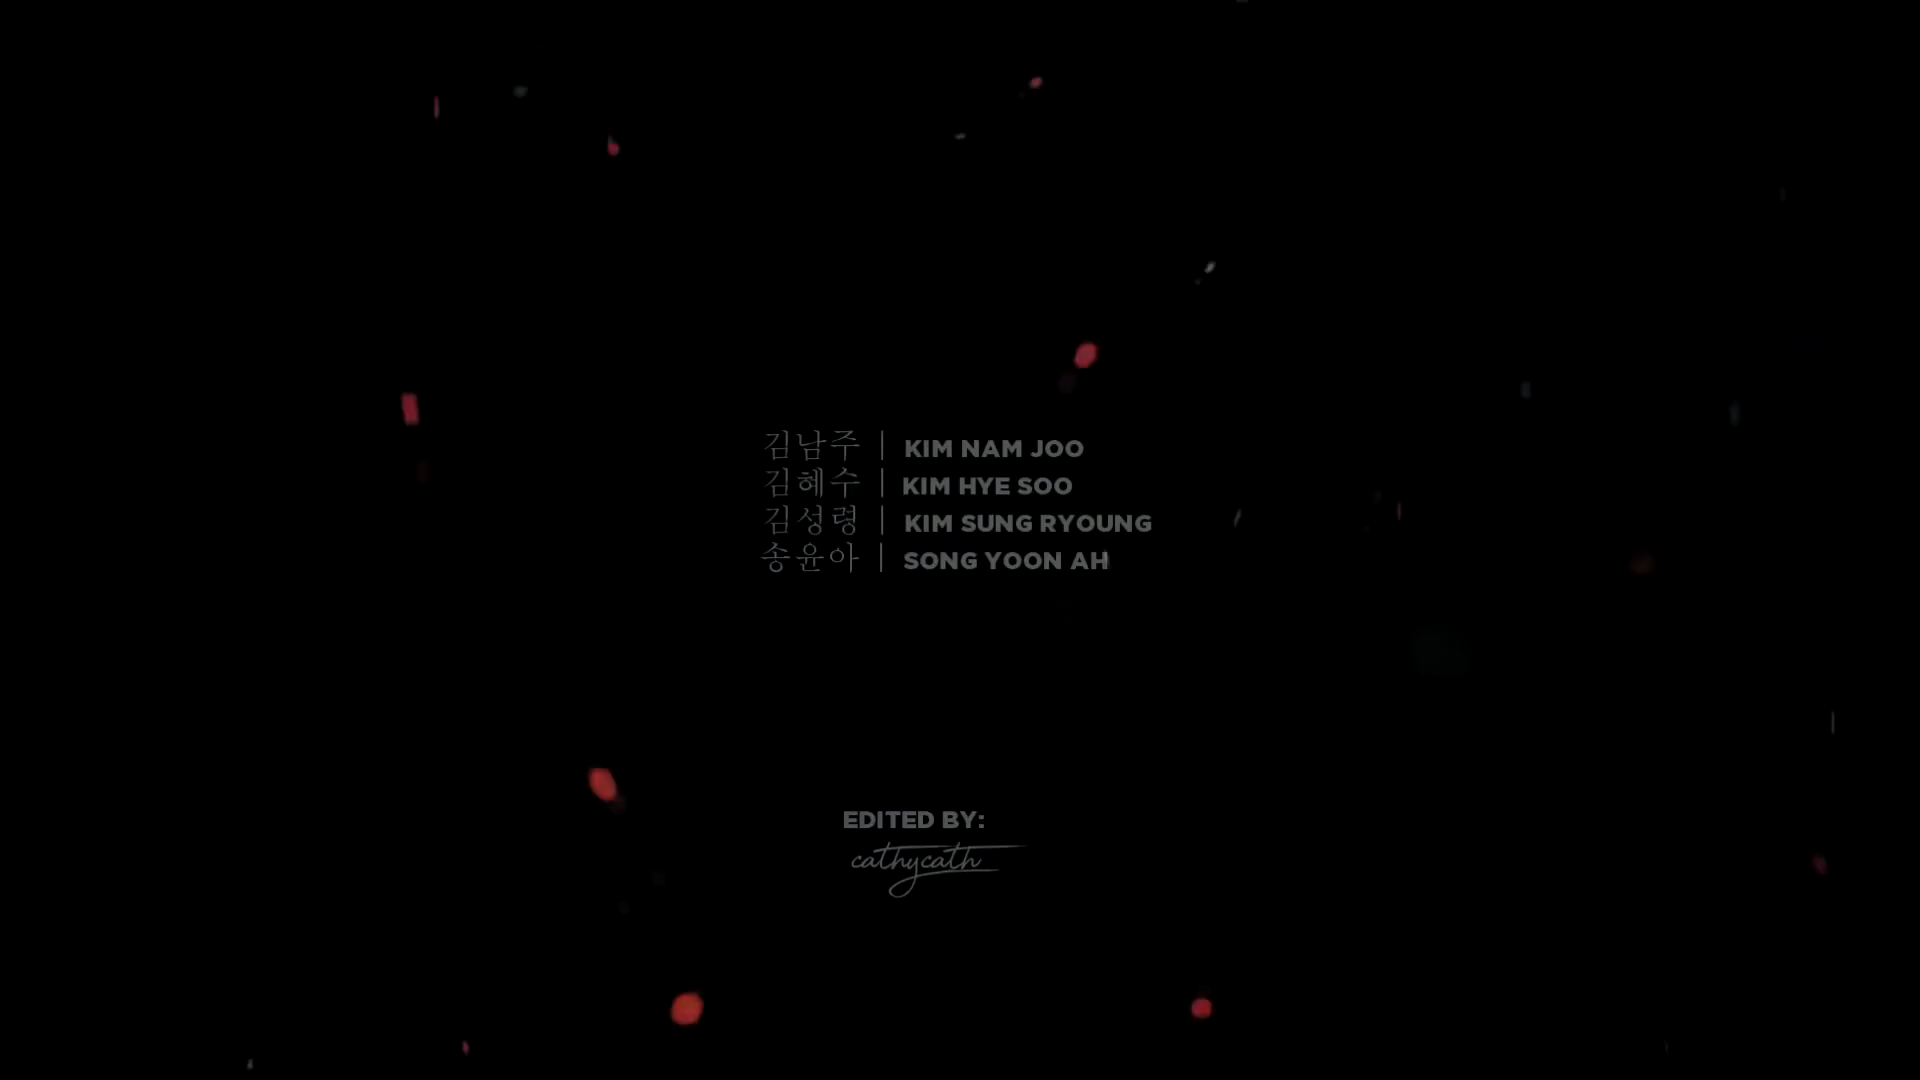 김남주 | KIM NAM JOO
김혜수 | KIM HYE SOO
김성령 | KIM SUNG RYOUNG
송윤아 | SONG YOON AH
EDITED BY:
cathycath